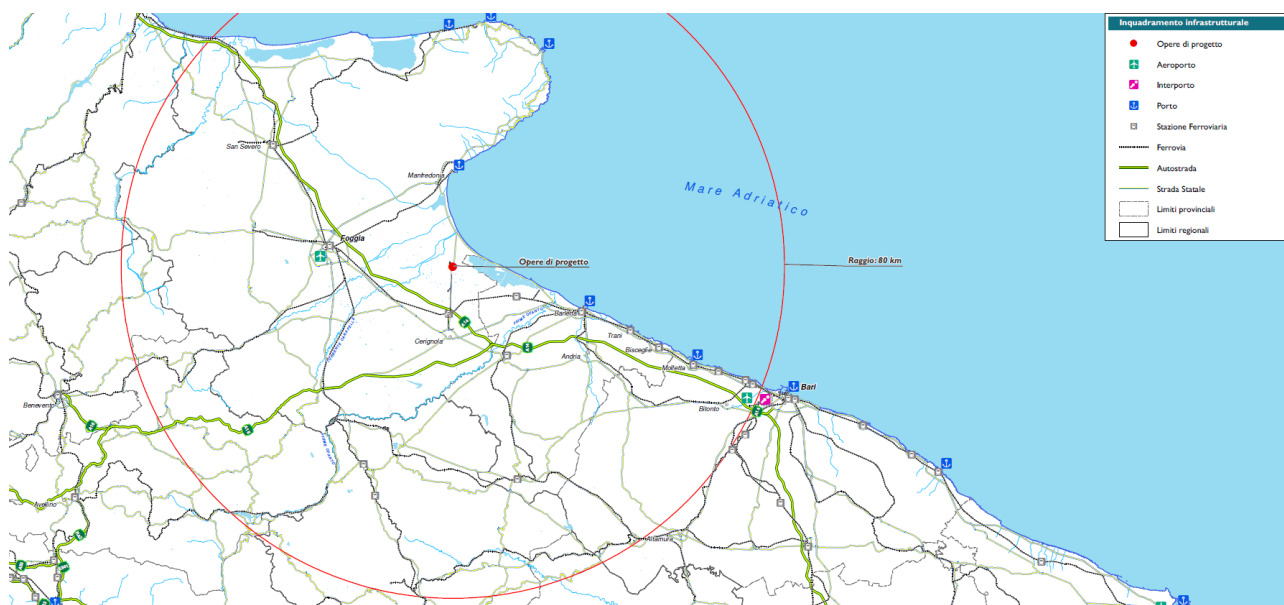 Inquadramento infrastrutturale
Opere di progetto
Aeroporto
Interporto
Porto
Stazione Ferroviaria
Ferrovia
Autostrada
Strada Statale
Limiti provinciali
Limiti regionali
San Severo
Manfredonia
Mare Adriatico
Foggia
Opere di progetto
Raggio: 80 km
Barletta
Cerignola
Trani
Bisceglie
Andria
Molfetta
Bari
Bitonto
Benevento
Avellino
Altamura